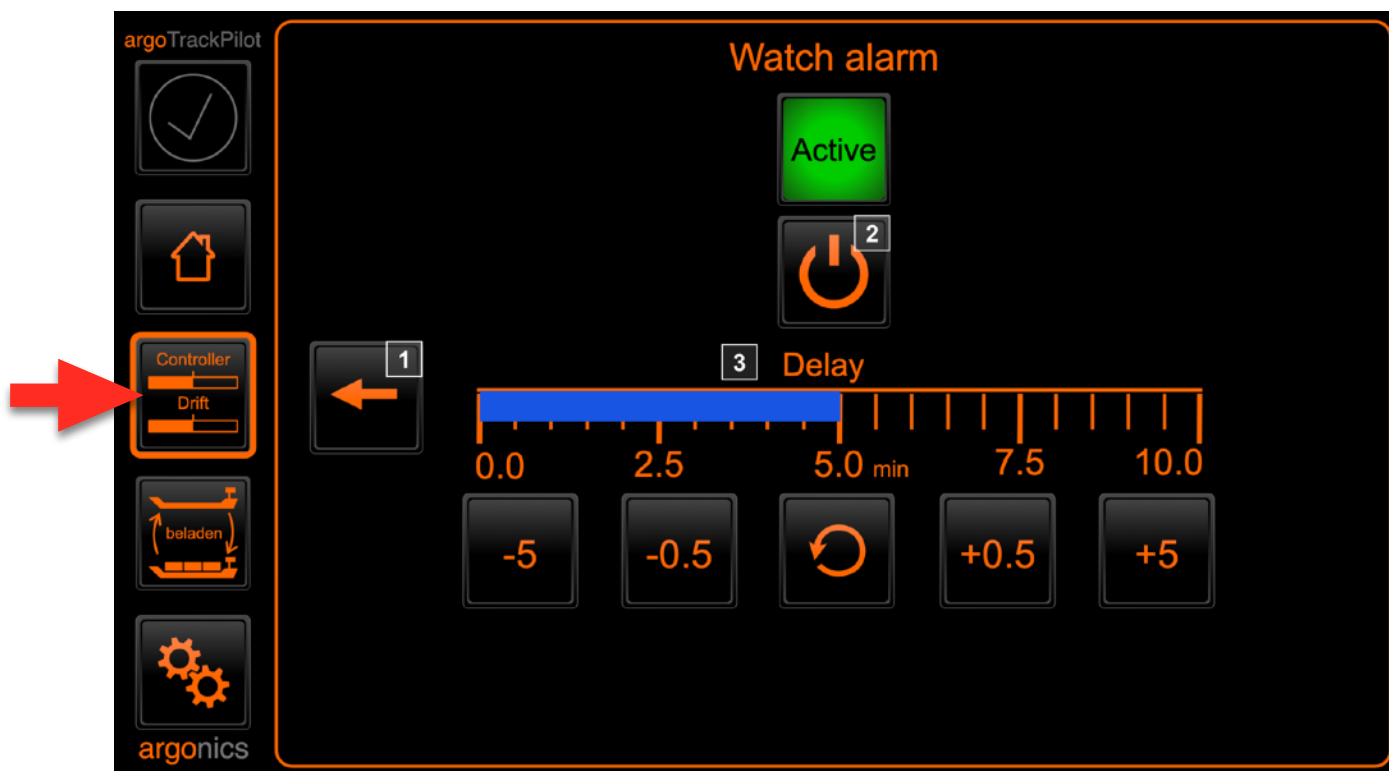 argoTrackPilot
Controller
Drift
beladen
argonics
Watch alarm
Active
2
1
3 Delay
0.0 2.5 5.0 min 7.5 10.0
-5 -0.5 +0.5 +5